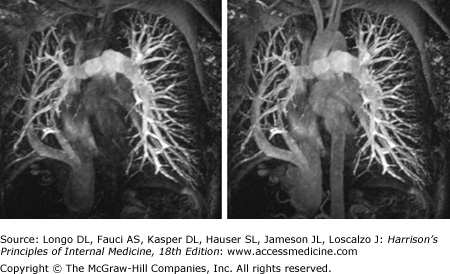 Source: Longo DL, Fauci AS, Kasper DL, Hauser SL, Jameson JL, Loscalzo J: Harrison's
Principles of Internal Medicine, 18th Edition: www.accessmedicine.com
Copyright © The McGraw-Hill Companies, Inc. All rights reserved.